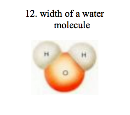 12. width of a water
molecule
H H
O